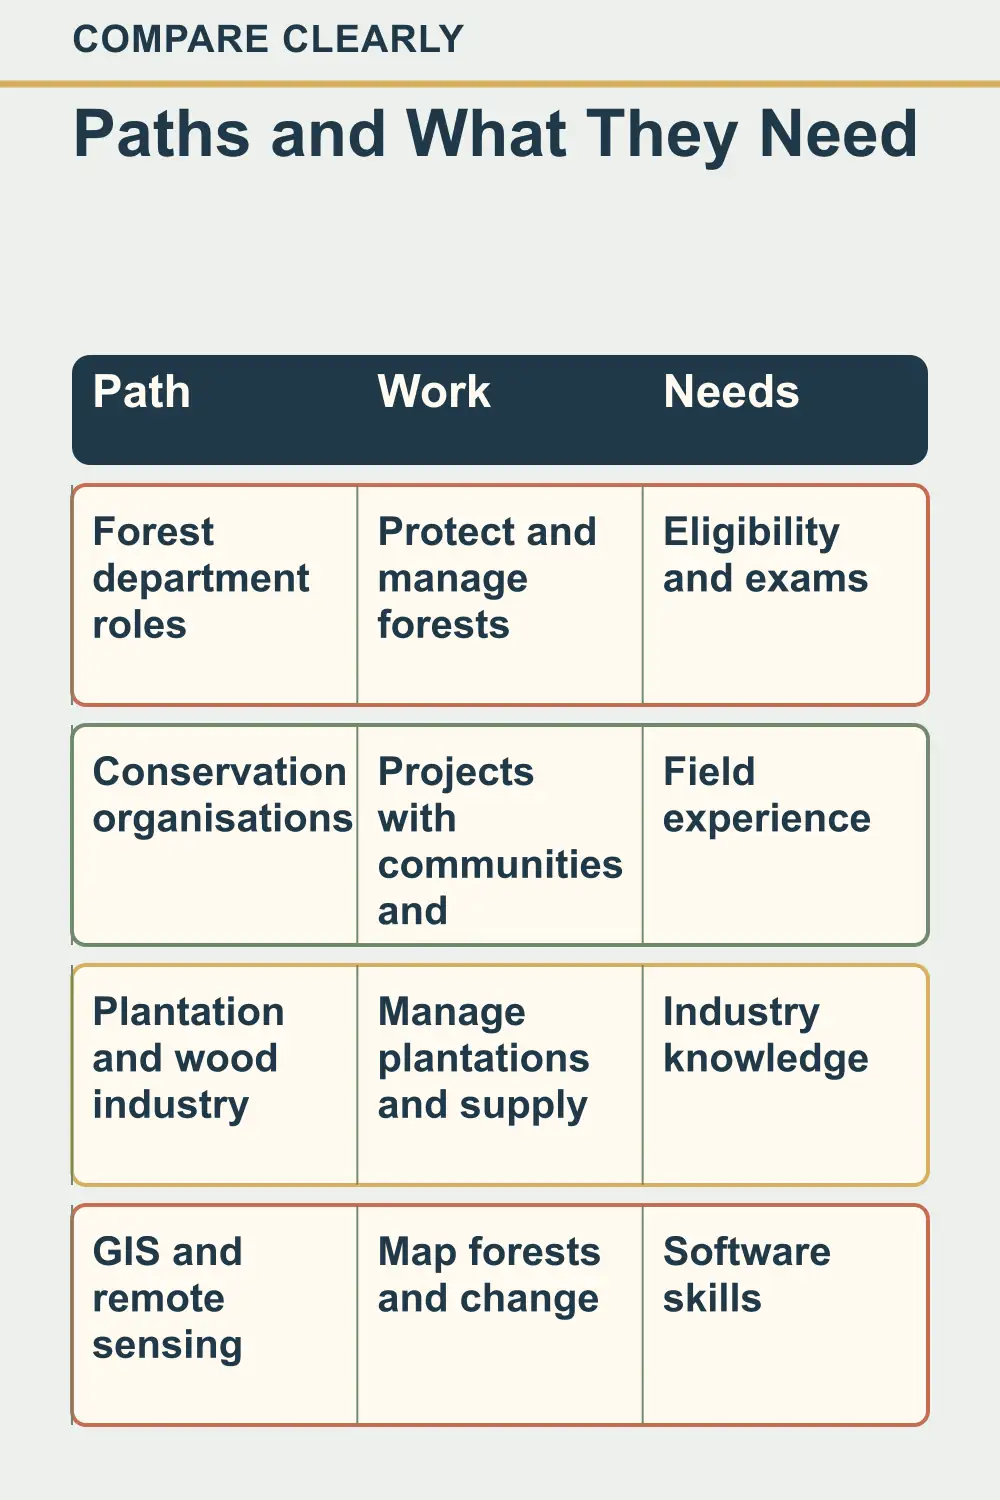 COMPARE CLEARLY
Paths and What They Need
Path
Work
Needs
Forest
department
roles
Protect and
manage
forests
Eligibility
and exams
Conservation
organisations
Projects
with
communities
and
Field
experience
Plantation
and wood
industry
Manage
plantations
and supply
Industry
knowledge
GIS and
remote
sensing
Map forests
and change
Software
skills